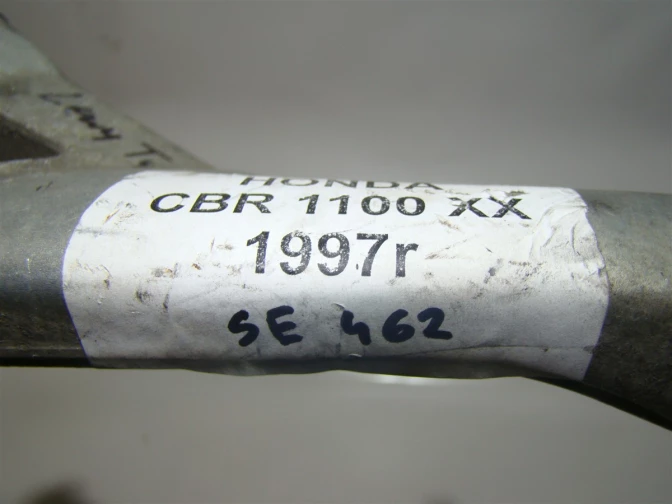 HONDA
CBR 1100 XX
1997r
SE 462